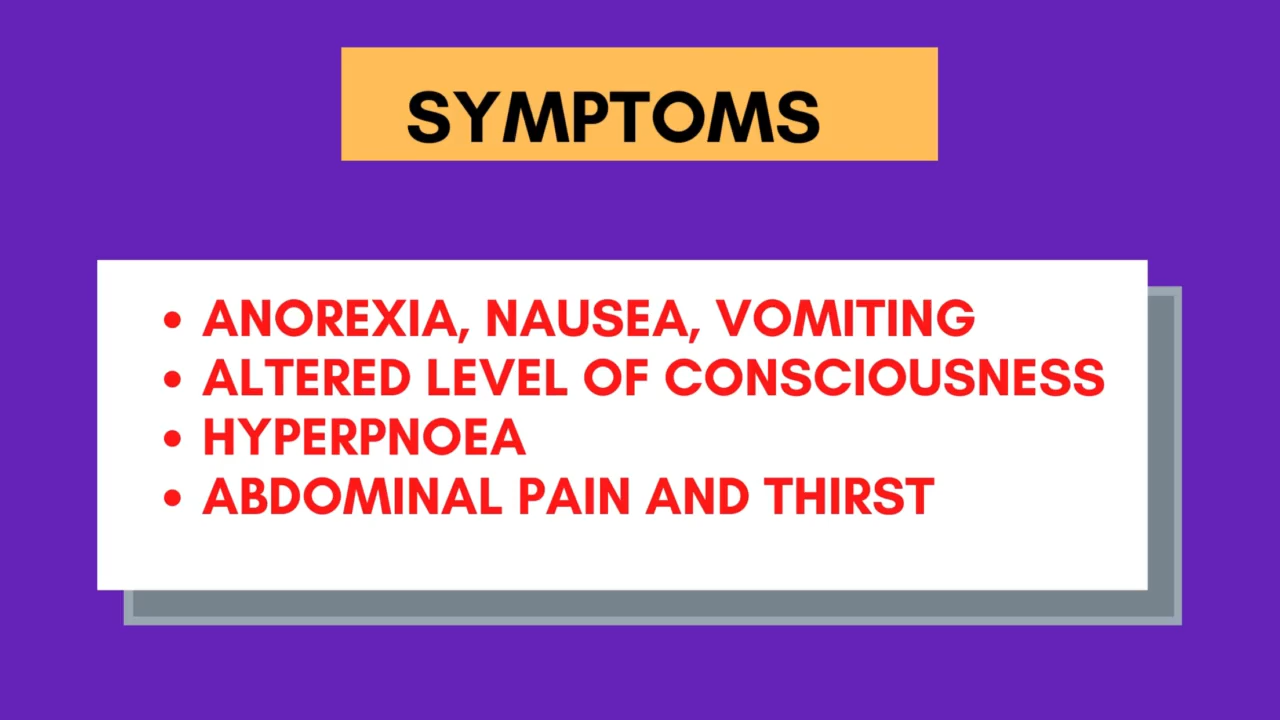 SYMPTOMS
• ANOREXIA, NAUSEA, VOMITING
• ALTERED LEVEL OF CONSCIOUSNESS
• HYPERPNOEA
• ABDOMINAL PAIN AND THIRST